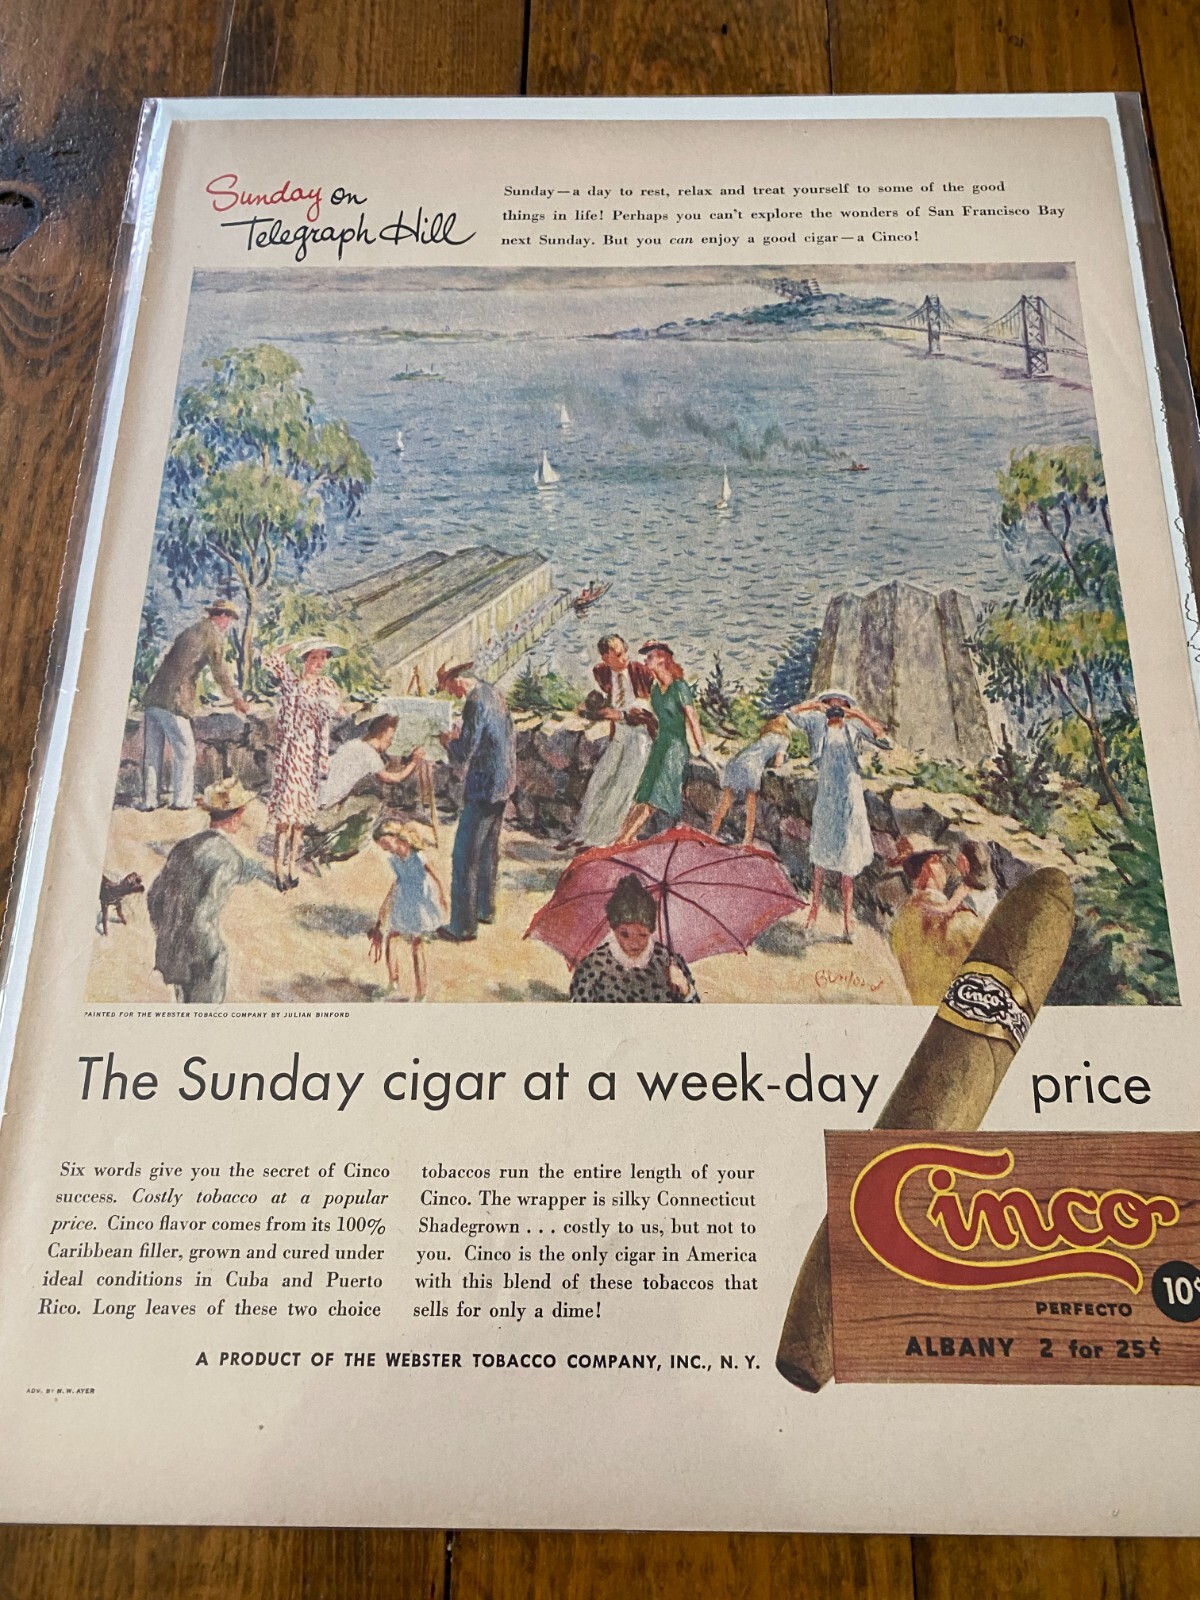 Sunday on
Telegraph Hill
Sunday—a day to rest, relax and treat yourself to some of the good
things in life! Perhaps you can't explore the wonders of San Francisco Bay
next Sunday. But you can enjoy a good cigar—a Cinco!
Binford
PAINTED FOR THE WEBSTER TOBACCO COMPANY BY JULIAN BINFORD
Cinco
The Sunday cigar at a week-day price
Six words give you the secret of Cinco
success. Costly tobacco at a popular
price. Cinco flavor comes from its 100%
Caribbean filler, grown and cured under
ideal conditions in Cuba and Puerto
Rico. Long leaves of these two choice
tobaccos run the entire length of your
Cinco. The wrapper is silky Connecticut
Shadegrown . . . costly to us, but not to
you. Cinco is the only cigar in America
with this blend of these tobaccos that
sells for only a dime!
Cinco
10¢
PERFECTO
ALBANY 2 for 25¢
A PRODUCT OF THE WEBSTER TOBACCO COMPANY, INC., N. Y.
ADV. BY N. W. AYER